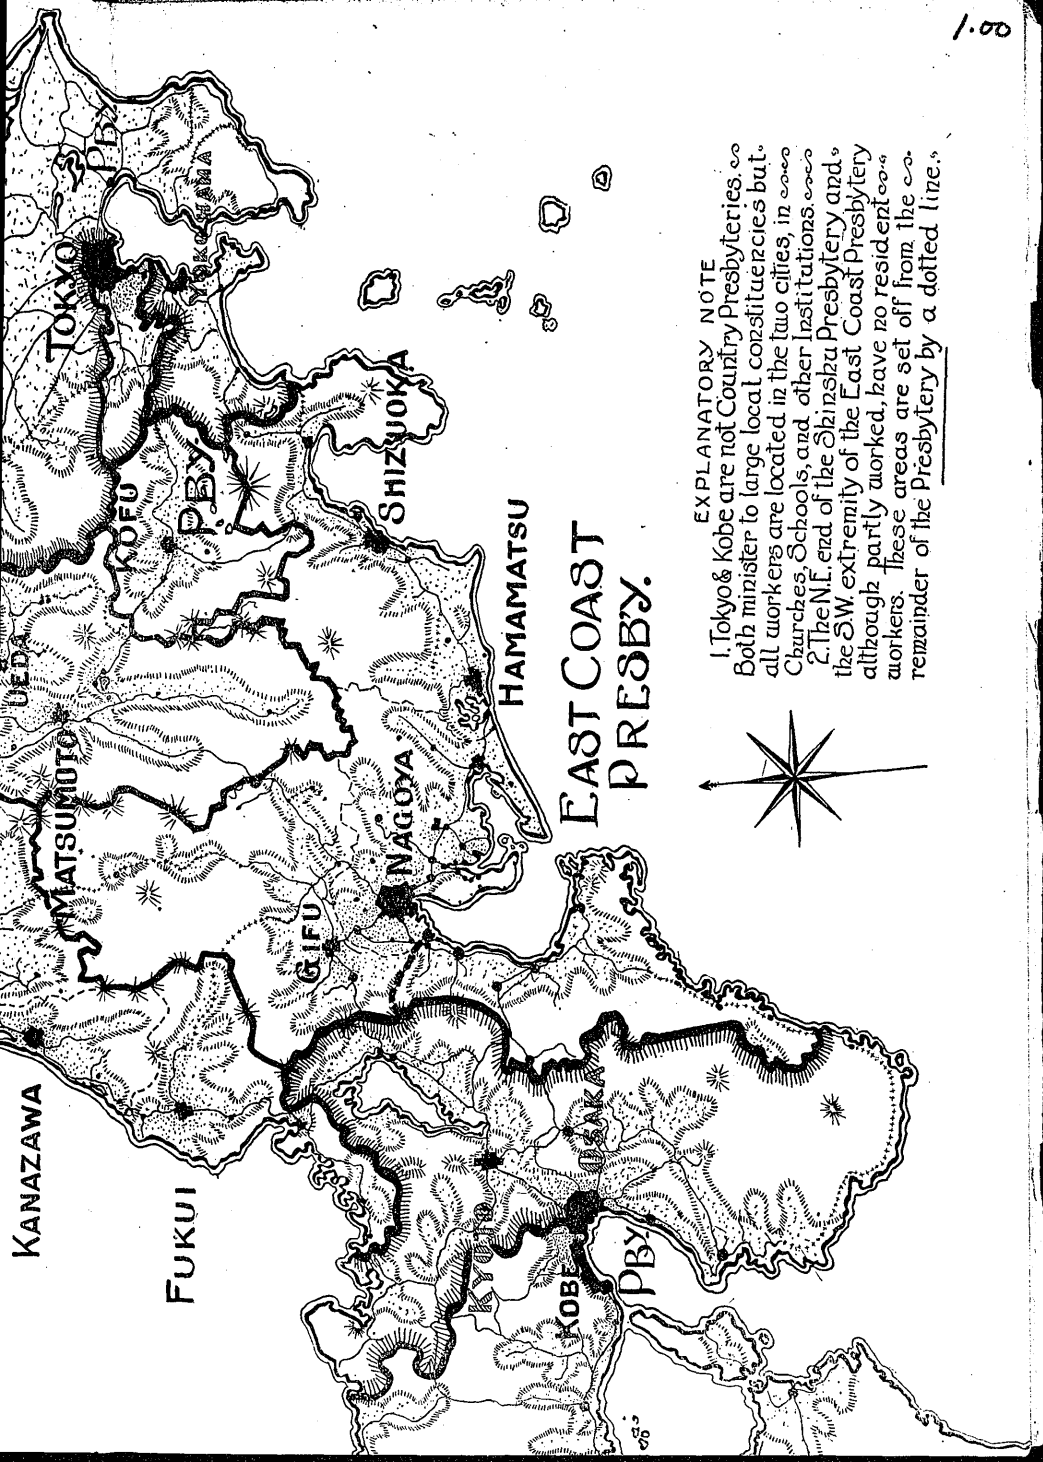 1.00
TOKYO
PBY.
YOKOHAMA
KOFU
PBY.
SHIZUOKA
UEDA
MATSUMOTO
HAMAMATSU
EAST COAST
PRESBY.
NAGOYA
GIFU
KANAZAWA
FUKUI
KYOTO
OSAKA
KOBE
PBY.
EXPLANATORY NOTE
1. Tokyo & Kobe are not Country Presbyteries.
Both minister to large local constituencies but
all workers are located in the two cities, in
Churches, Schools, and other Institutions.
2. The N.E. end of the Shinshu Presbytery and
the S.W. extremity of the East Coast Presbytery
although partly worked, have no resident
workers. These areas are set off from the
remainder of the Presbytery by a dotted line.